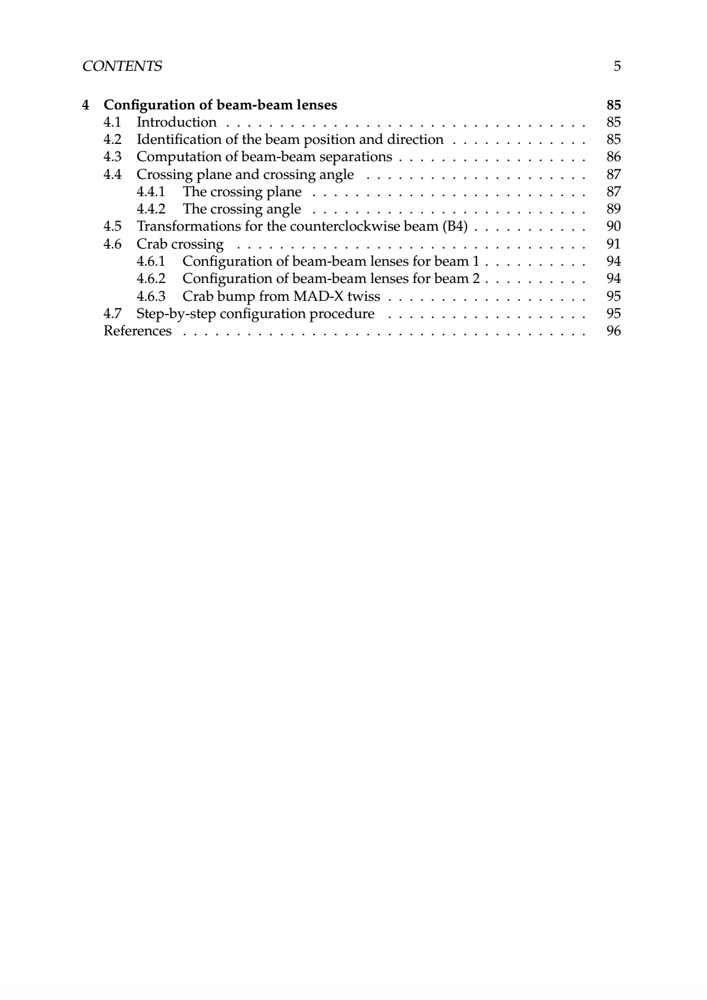 CONTENTS 5
4 Configuration of beam-beam lenses 85
4.1 Introduction . . . . . . . . . . . . . . . . . . . . . . . . . . . . . . . . . . 85
4.2 Identification of the beam position and direction . . . . . . . . . . . . . 85
4.3 Computation of beam-beam separations . . . . . . . . . . . . . . . . . . 86
4.4 Crossing plane and crossing angle . . . . . . . . . . . . . . . . . . . . . 87
4.4.1 The crossing plane . . . . . . . . . . . . . . . . . . . . . . . . . . 87
4.4.2 The crossing angle . . . . . . . . . . . . . . . . . . . . . . . . . . 89
4.5 Transformations for the counterclockwise beam (B4) . . . . . . . . . . . 90
4.6 Crab crossing . . . . . . . . . . . . . . . . . . . . . . . . . . . . . . . . . 91
4.6.1 Configuration of beam-beam lenses for beam 1 . . . . . . . . . . 94
4.6.2 Configuration of beam-beam lenses for beam 2 . . . . . . . . . . 94
4.6.3 Crab bump from MAD-X twiss . . . . . . . . . . . . . . . . . . . 95
4.7 Step-by-step configuration procedure . . . . . . . . . . . . . . . . . . . 95
References . . . . . . . . . . . . . . . . . . . . . . . . . . . . . . . . . . . . . . 96